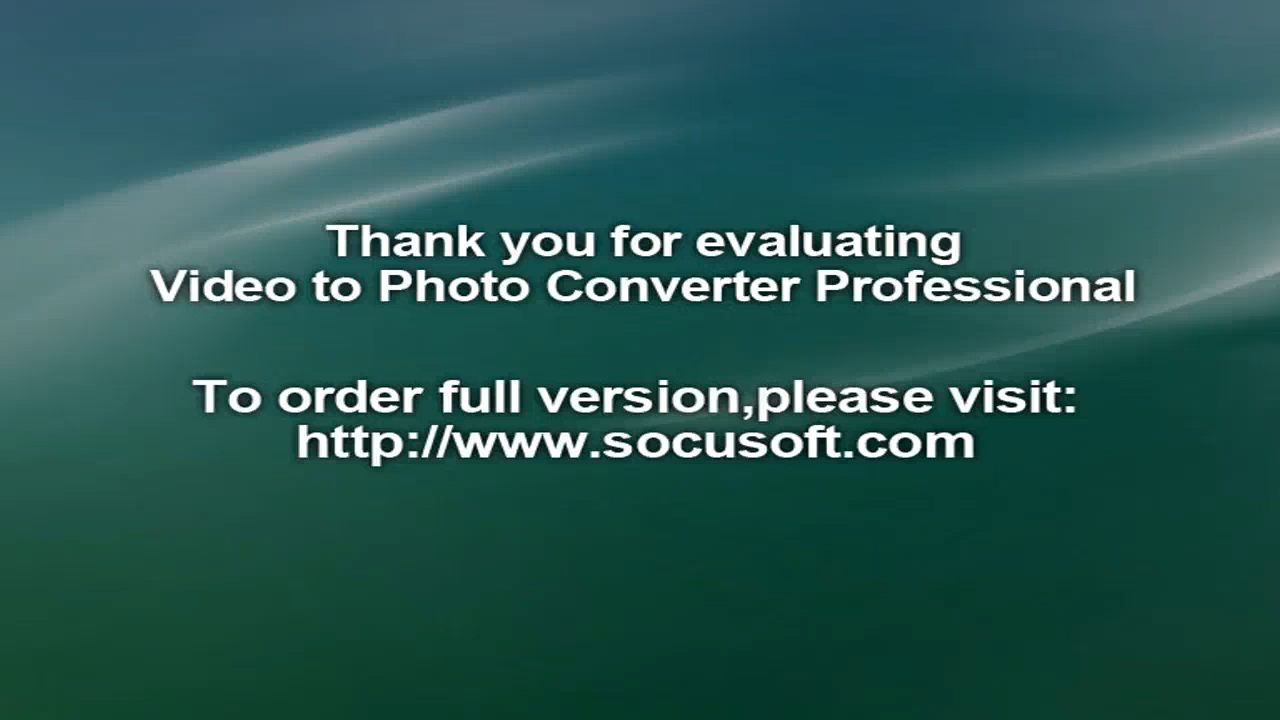 Thank you for evaluating
Video to Photo Converter Professional
To order full version,please visit:
http://www.socusoft.com